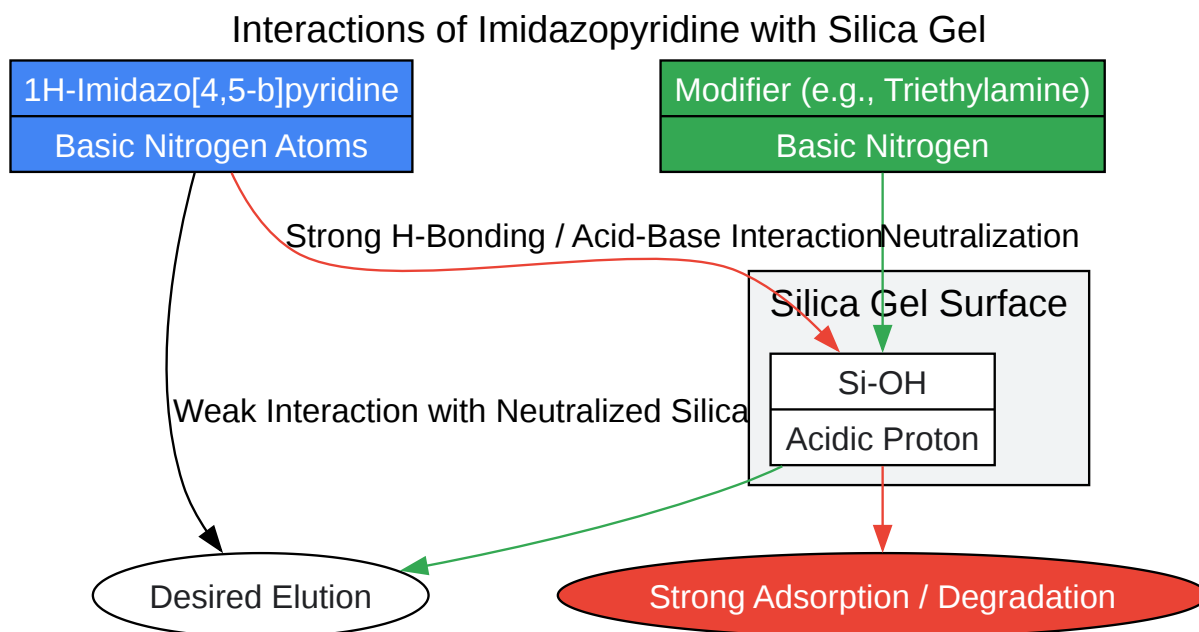 Interactions of Imidazopyridine with Silica Gel
1H-Imidazo[4,5-b]pyridine
Basic Nitrogen Atoms
Modifier (e.g., Triethylamine)
Basic Nitrogen
Strong H-Bonding / Acid-Base Interaction
Neutralization
Silica Gel Surface
Si-OH
Acidic Proton
Weak Interaction with Neutralized Silica
Desired Elution
Strong Adsorption / Degradation